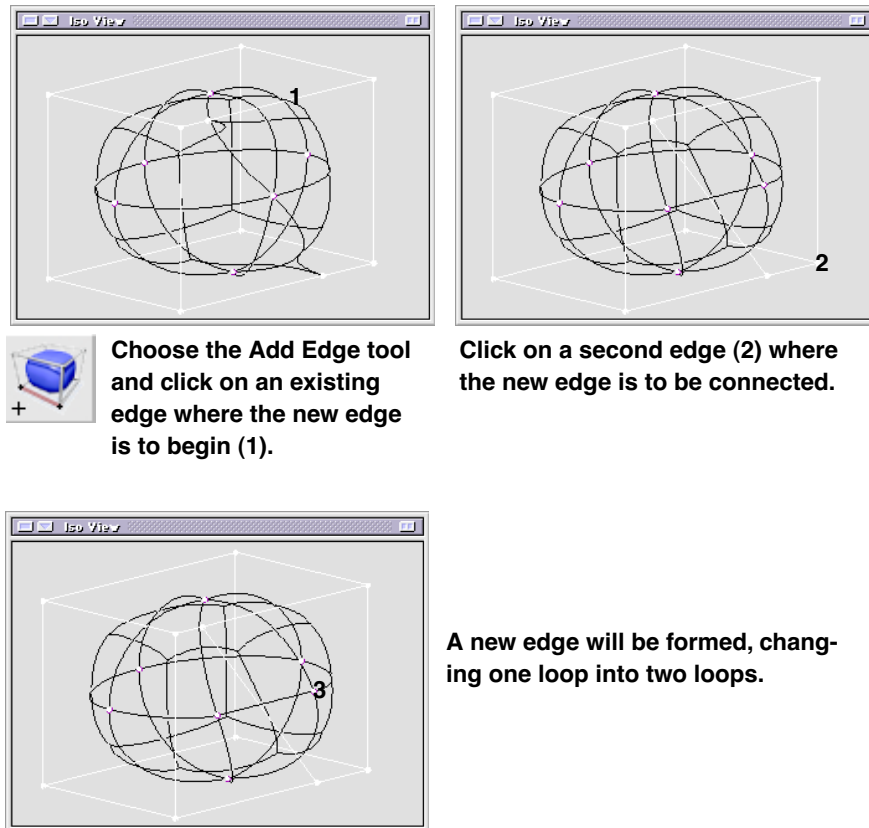 Iso View
Iso View
1
2
Choose the Add Edge tool
and click on an existing
edge where the new edge
is to begin (1).
Click on a second edge (2) where
the new edge is to be connected.
+
Iso View
3
A new edge will be formed, chang-
ing one loop into two loops.